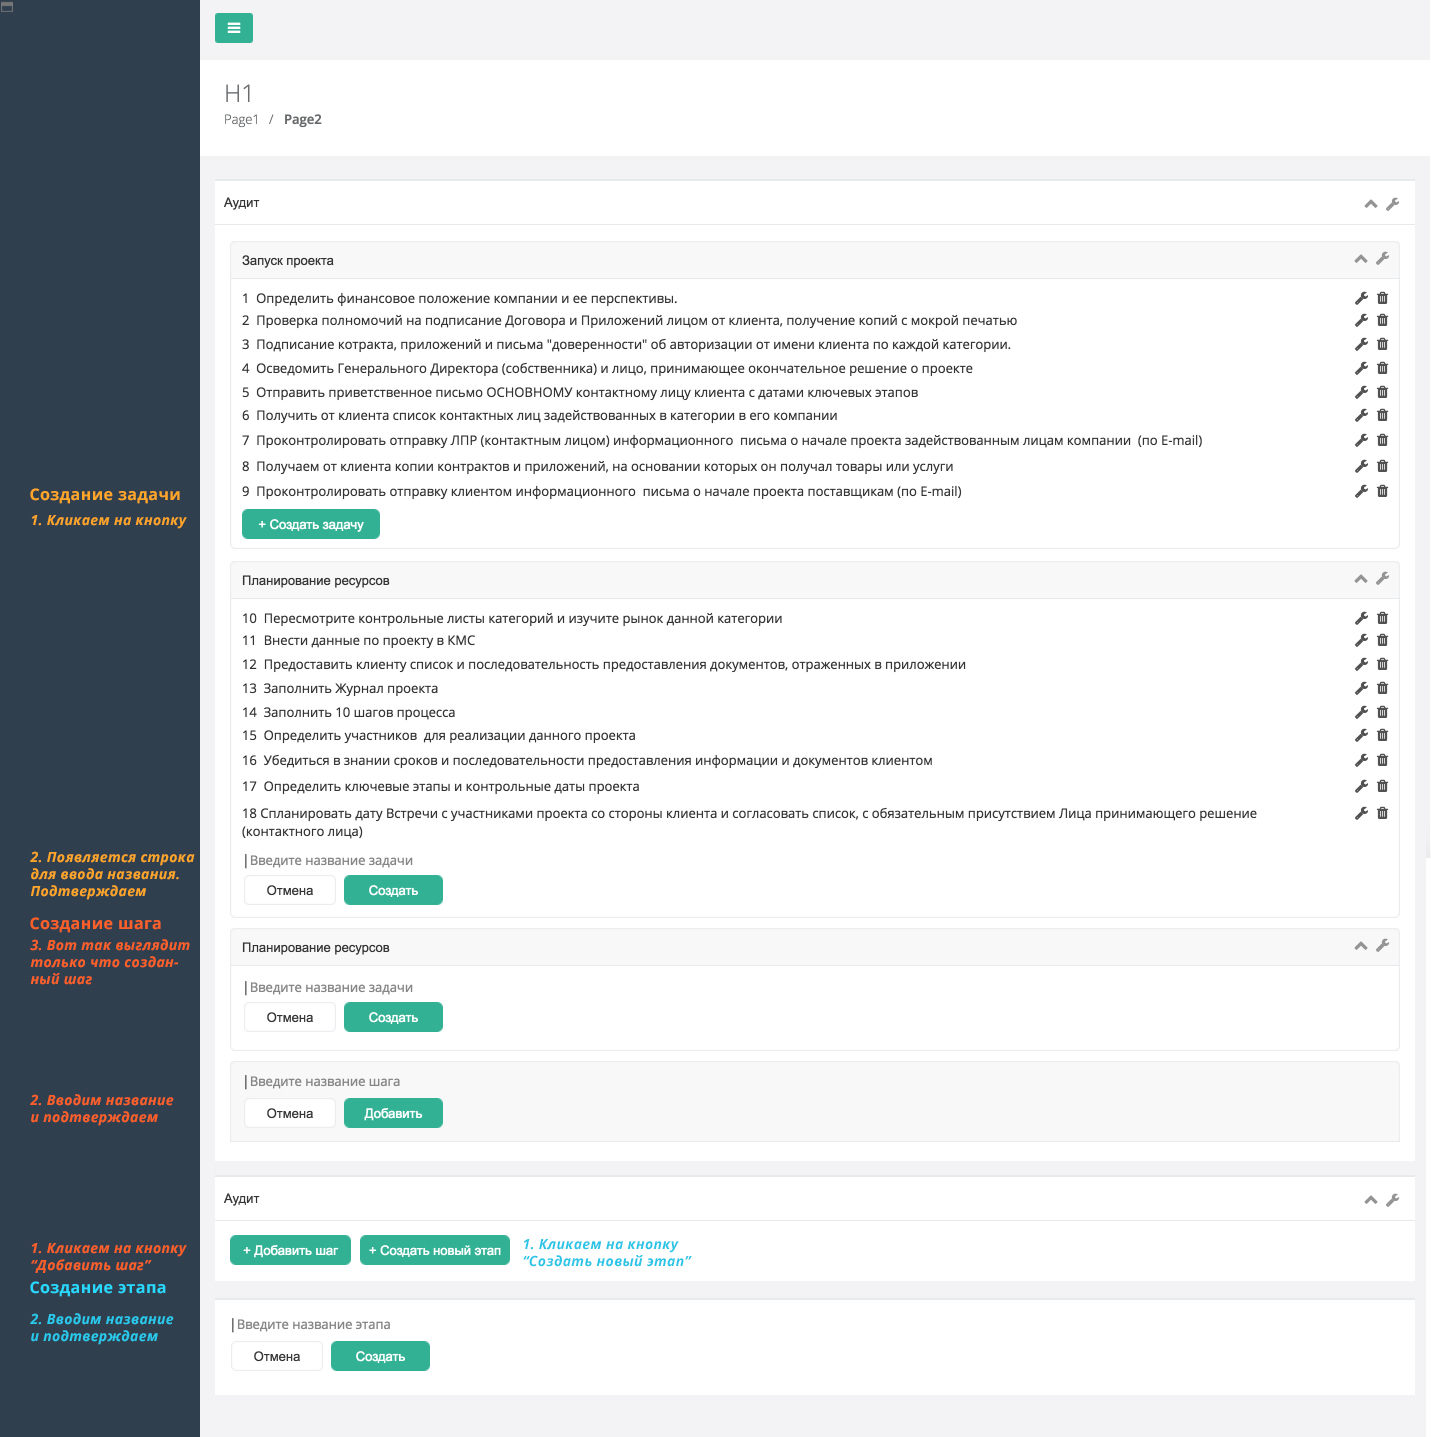 H1
Page1 / Page2
Аудит
Запуск проекта
1 Определить финансовое положение компании и ее перспективы.
2 Проверка полномочий на подписание Договора и Приложений лицом от клиента, получение копий с мокрой печатью
3 Подписание котракта, приложений и письма "доверенности" об авторизации от имени клиента по каждой категории.
4 Осведомить Генерального Директора (собственника) и лицо, принимающее окончательное решение о проекте
5 Отправить приветственное письмо ОСНОВНОМУ контактному лицу клиента с датами ключевых этапов
6 Получить от клиента список контактных лиц задействованных в категории в его компании
7 Проконтролировать отправку ЛПР (контактным лицом) информационного письма о начале проекта задействованным лицам компании (по E-mail)
8 Получаем от клиента копии контрактов и приложений, на основании которых он получал товары или услуги
9 Проконтролировать отправку клиентом информационного письма о начале проекта поставщикам (по E-mail)
Создание задачи
1. Кликаем на кнопку
+ Создать задачу
Планирование ресурсов
10 Пересмотрите контрольные листы категорий и изучите рынок данной категории
11 Внести данные по проекту в КМС
12 Предоставить клиенту список и последовательность предоставления документов, отраженных в приложении
13 Заполнить Журнал проекта
14 Заполнить 10 шагов процесса
15 Определить участников для реализации данного проекта
16 Убедиться в знании сроков и последовательности предоставления информации и документов клиентом
17 Определить ключевые этапы и контрольные даты проекта
18 Спланировать дату Встречи с участниками проекта со стороны клиента и согласовать список, с обязательным присутствием Лица принимающего решение
(контактного лица)
2. Появляется строка
для ввода названия.
Подтверждаем
Введите название задачи
Отмена Создать
Создание шага
3. Вот так выглядит
только что создан-
ный шаг
Планирование ресурсов
Введите название задачи
Отмена Создать
2. Вводим название
и подтверждаем
Введите название шага
Отмена Добавить
Аудит
1. Кликаем на кнопку
“Добавить шаг”
+ Добавить шаг + Создать новый этап
1. Кликаем на кнопку
“Создать новый этап”
Создание этапа
2. Вводим название
и подтверждаем
Введите название этапа
Отмена Создать